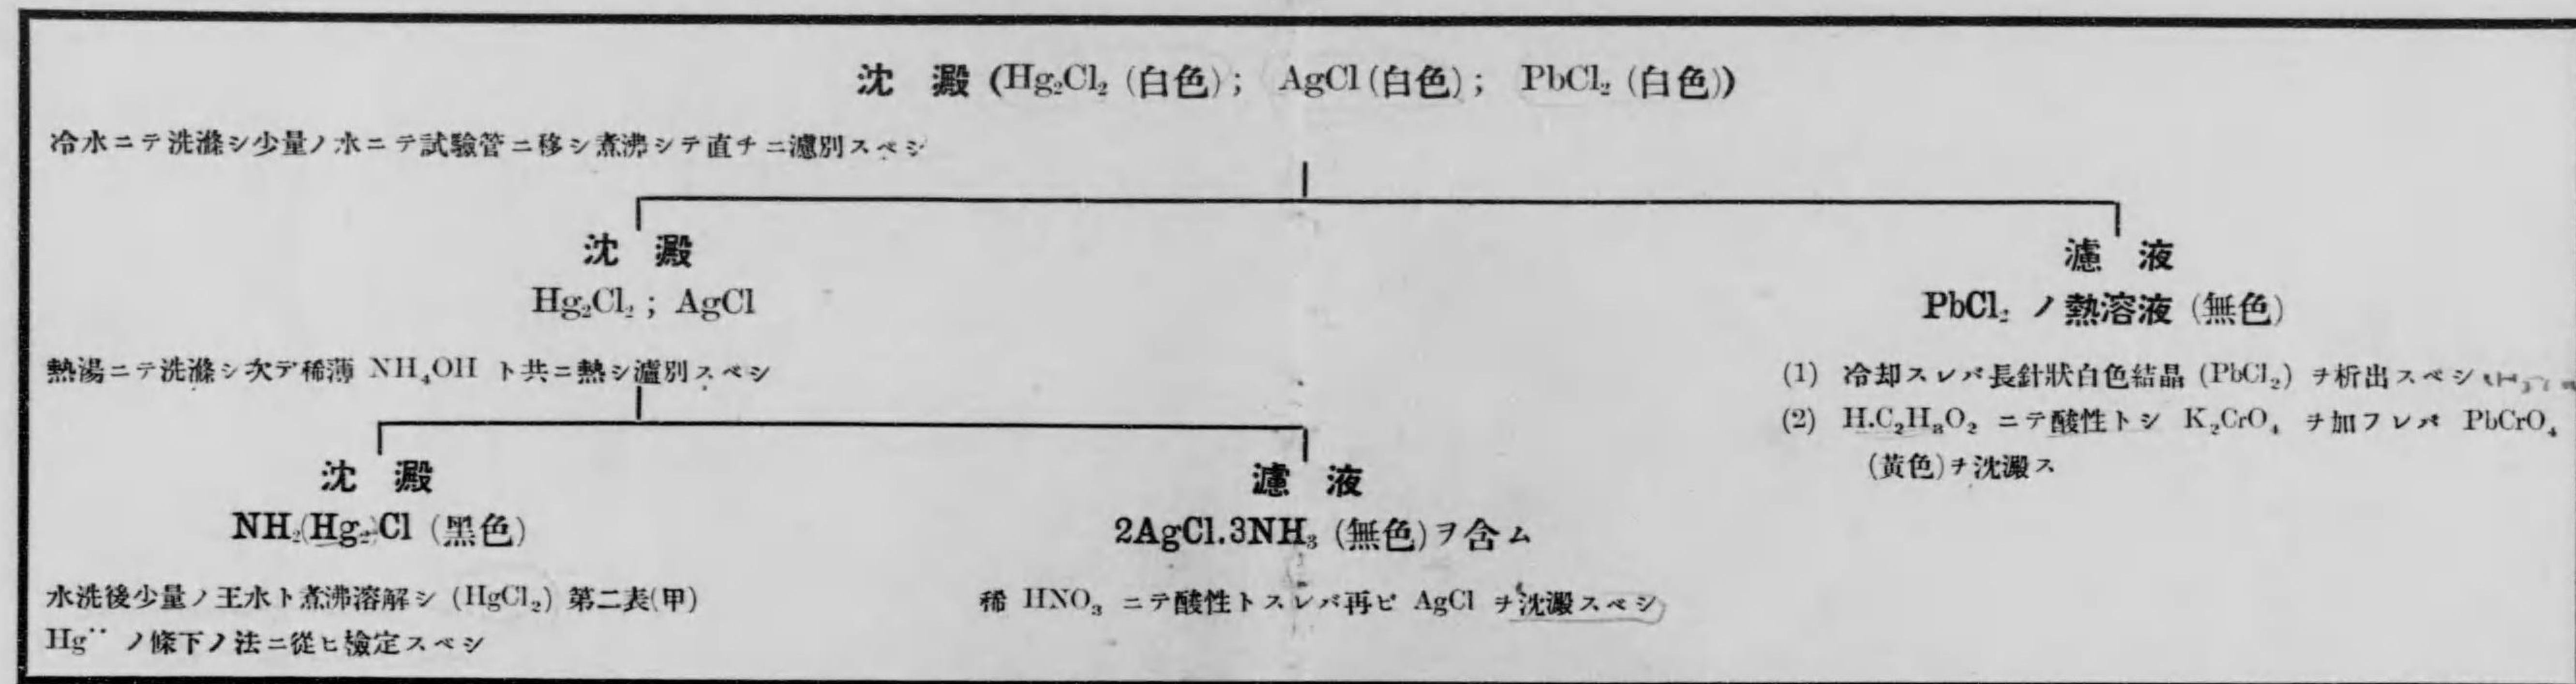 沈澱 (Hg₂Cl₂ (白色); AgCl (白色); PbCl₂ (白色))
冷水ニテ洗滌シ少量ノ水ニテ試驗管ニ移シ煮沸シテ直チニ濾別スベシ
沈澱
Hg₂Cl₂; AgCl
熱湯ニテ洗滌シ次デ稀薄 NH₄OH ト共ニ熱シ濾別スベシ
沈澱
NH₂(Hg₂)Cl (黑色)
水洗後少量ノ王水ト煮沸溶解シ (HgCl₂) 第二表(甲)
Hg¨ ノ條下ノ法ニ從ヒ檢定スベシ
濾液
2AgCl.3NH₃ (無色)ヲ含ム
稀 HNO₃ ニテ酸性トスレバ再ビ AgCl ヲ沈澱スベシ
濾液
PbCl₂ ノ熱溶液 (無色)
(1) 冷却スレバ長針狀白色結晶 (PbCl₂) ヲ析出スベシ
(2) H.C₂H₃O₂ ニテ酸性トシ K₂CrO₄ ヲ加フレバ PbCrO₄
(黃色)ヲ沈澱ス